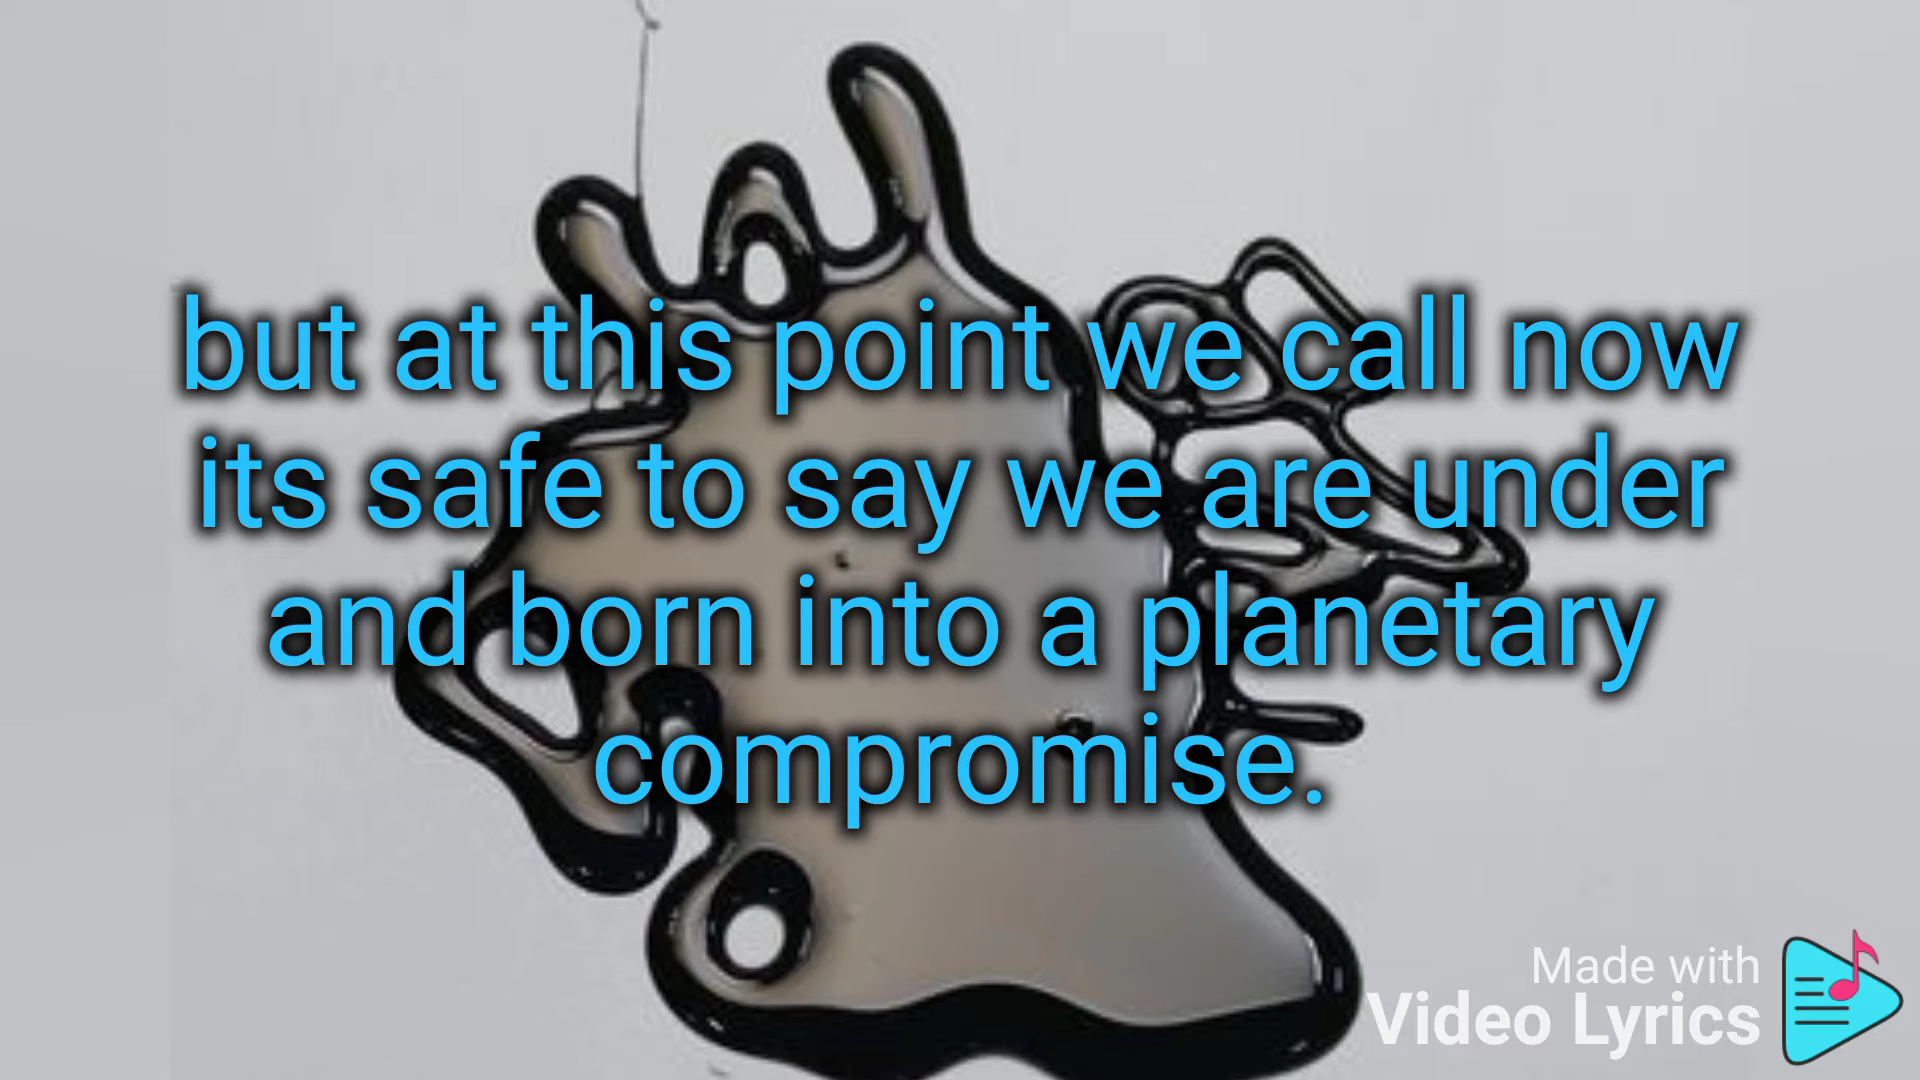 but at this point we call now
its safe to say we are under
and born into a planetary
compromise.
Made with
Video Lyrics